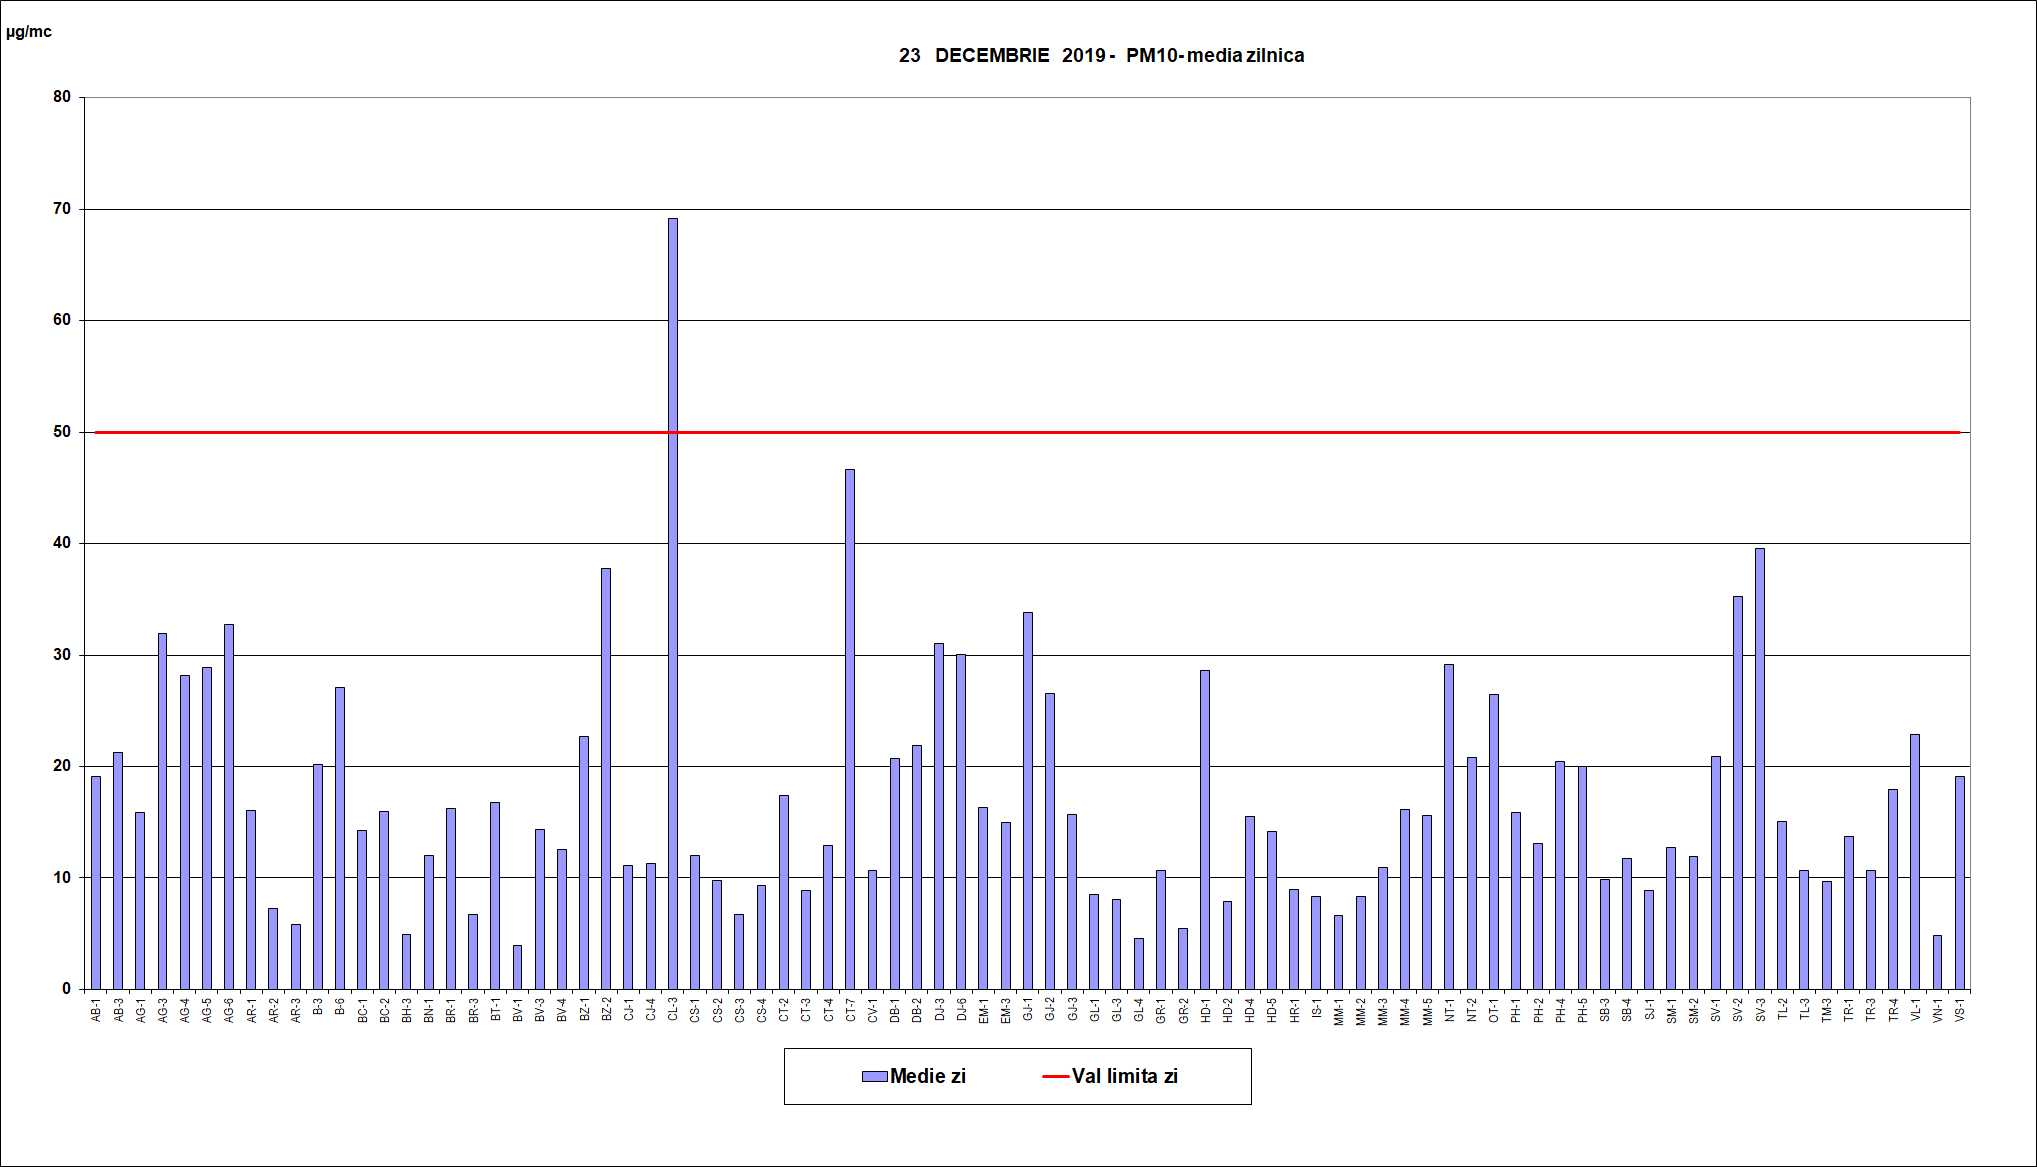 µg/mc
23 DECEMBRIE 2019 - PM10- media zilnica
80
70
60
50
40
30
20
10
0
AB-1 AB-3 AG-1 AG-3 AG-4 AG-5 AG-6 AR-1 AR-2 AR-3 B-3 B-6 BC-1 BC-2 BH-3 BN-1 BR-1 BR-3 BT-1 BV-1 BV-3 BV-4 BZ-1 BZ-2 CJ-1 CJ-4 CL-3 CS-1 CS-2 CS-3 CS-4 CT-2 CT-3 CT-4 CT-7 CV-1 DB-1 DB-2 DJ-3 DJ-6 EM-1 EM-3 GJ-1 GJ-2 GJ-3 GL-1 GL-3 GL-4 GR-1 GR-2 HD-1 HD-2 HD-4 HD-5 HR-1 IS-1 MM-1 MM-2 MM-3 MM-4 MM-5 NT-1 NT-2 OT-1 PH-1 PH-2 PH-4 PH-5 SB-3 SB-4 SJ-1 SM-1 SM-2 SV-1 SV-2 SV-3 TL-2 TL-3 TM-3 TR-1 TR-3 TR-4 VL-1 VN-1 VS-1
Medie zi Val limita zi